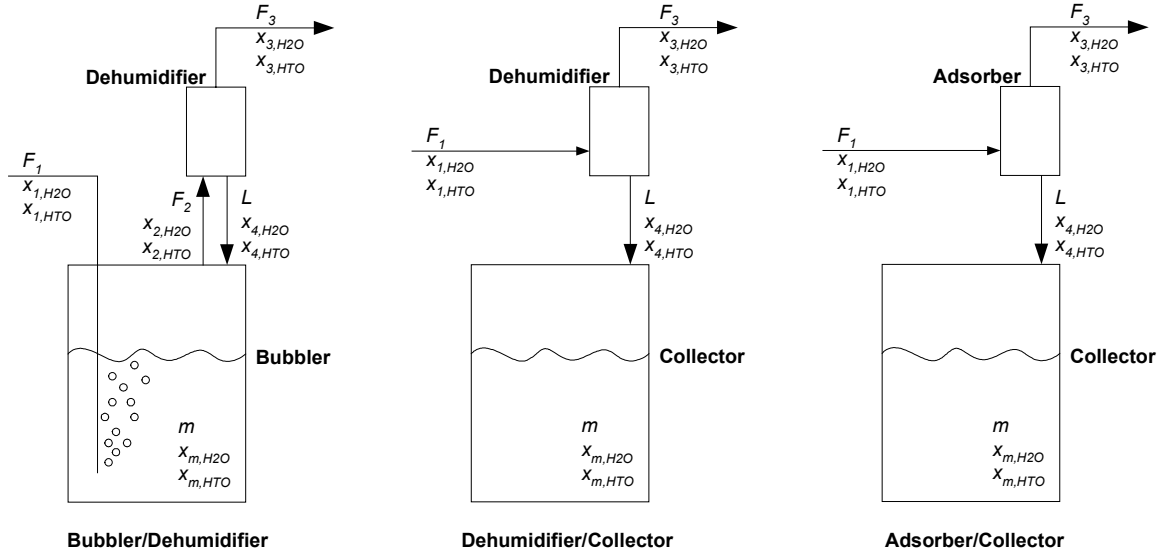 F3
x3,H2O
x3,HTO
Dehumidifier
F1
x1,H2O
x1,HTO
F2
x2,H2O
x2,HTO
L
x4,H2O
x4,HTO
Bubbler
m
xm,H2O
xm,HTO
Bubbler/Dehumidifier
F3
x3,H2O
x3,HTO
Dehumidifier
F1
x1,H2O
x1,HTO
L
x4,H2O
x4,HTO
Collector
m
xm,H2O
xm,HTO
Dehumidifier/Collector
F3
x3,H2O
x3,HTO
Adsorber
F1
x1,H2O
x1,HTO
L
x4,H2O
x4,HTO
Collector
m
xm,H2O
xm,HTO
Adsorber/Collector